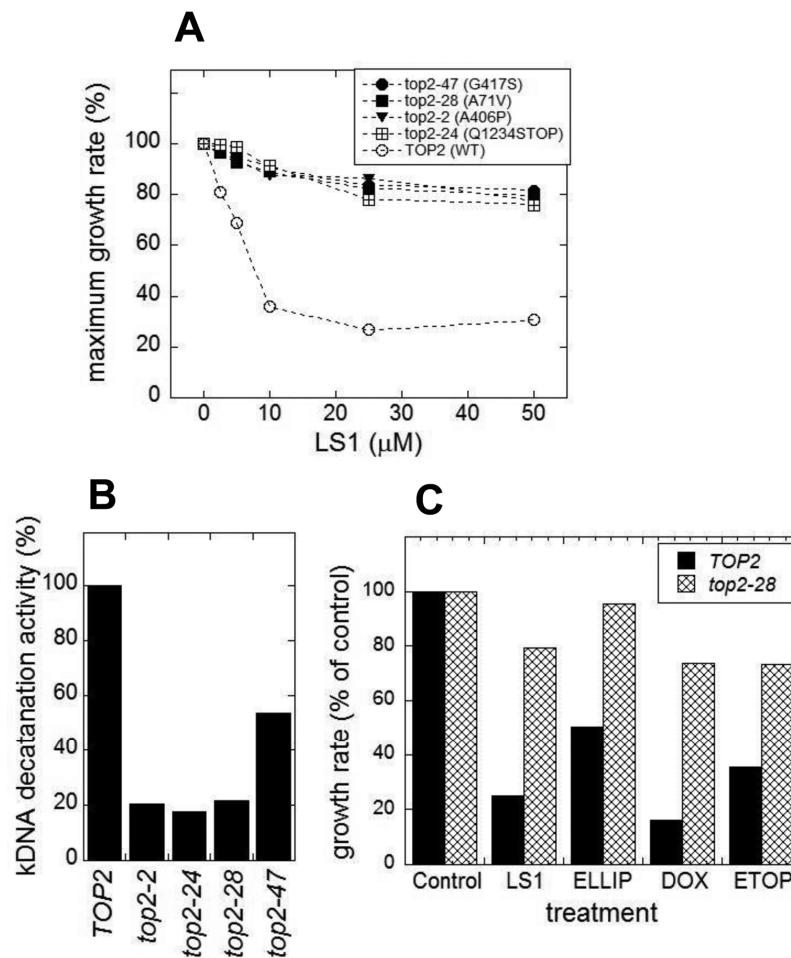 A
maximum growth rate (%)
100
80
60
40
20
0
top2-47 (G417S)
top2-28 (A71V)
top2-2 (A406P)
top2-24 (Q1234STOP)
TOP2 (WT)
0 10 20 30 40 50
LS1 (μM)
B
kDNA decatanation activity (%)
100
80
60
40
20
0
TOP2
top2-2
top2-24
top2-28
top2-47
C
growth rate (% of control)
100
80
60
40
20
0
TOP2
top2-28
Control LS1 ELLIP DOX ETOP
treatment